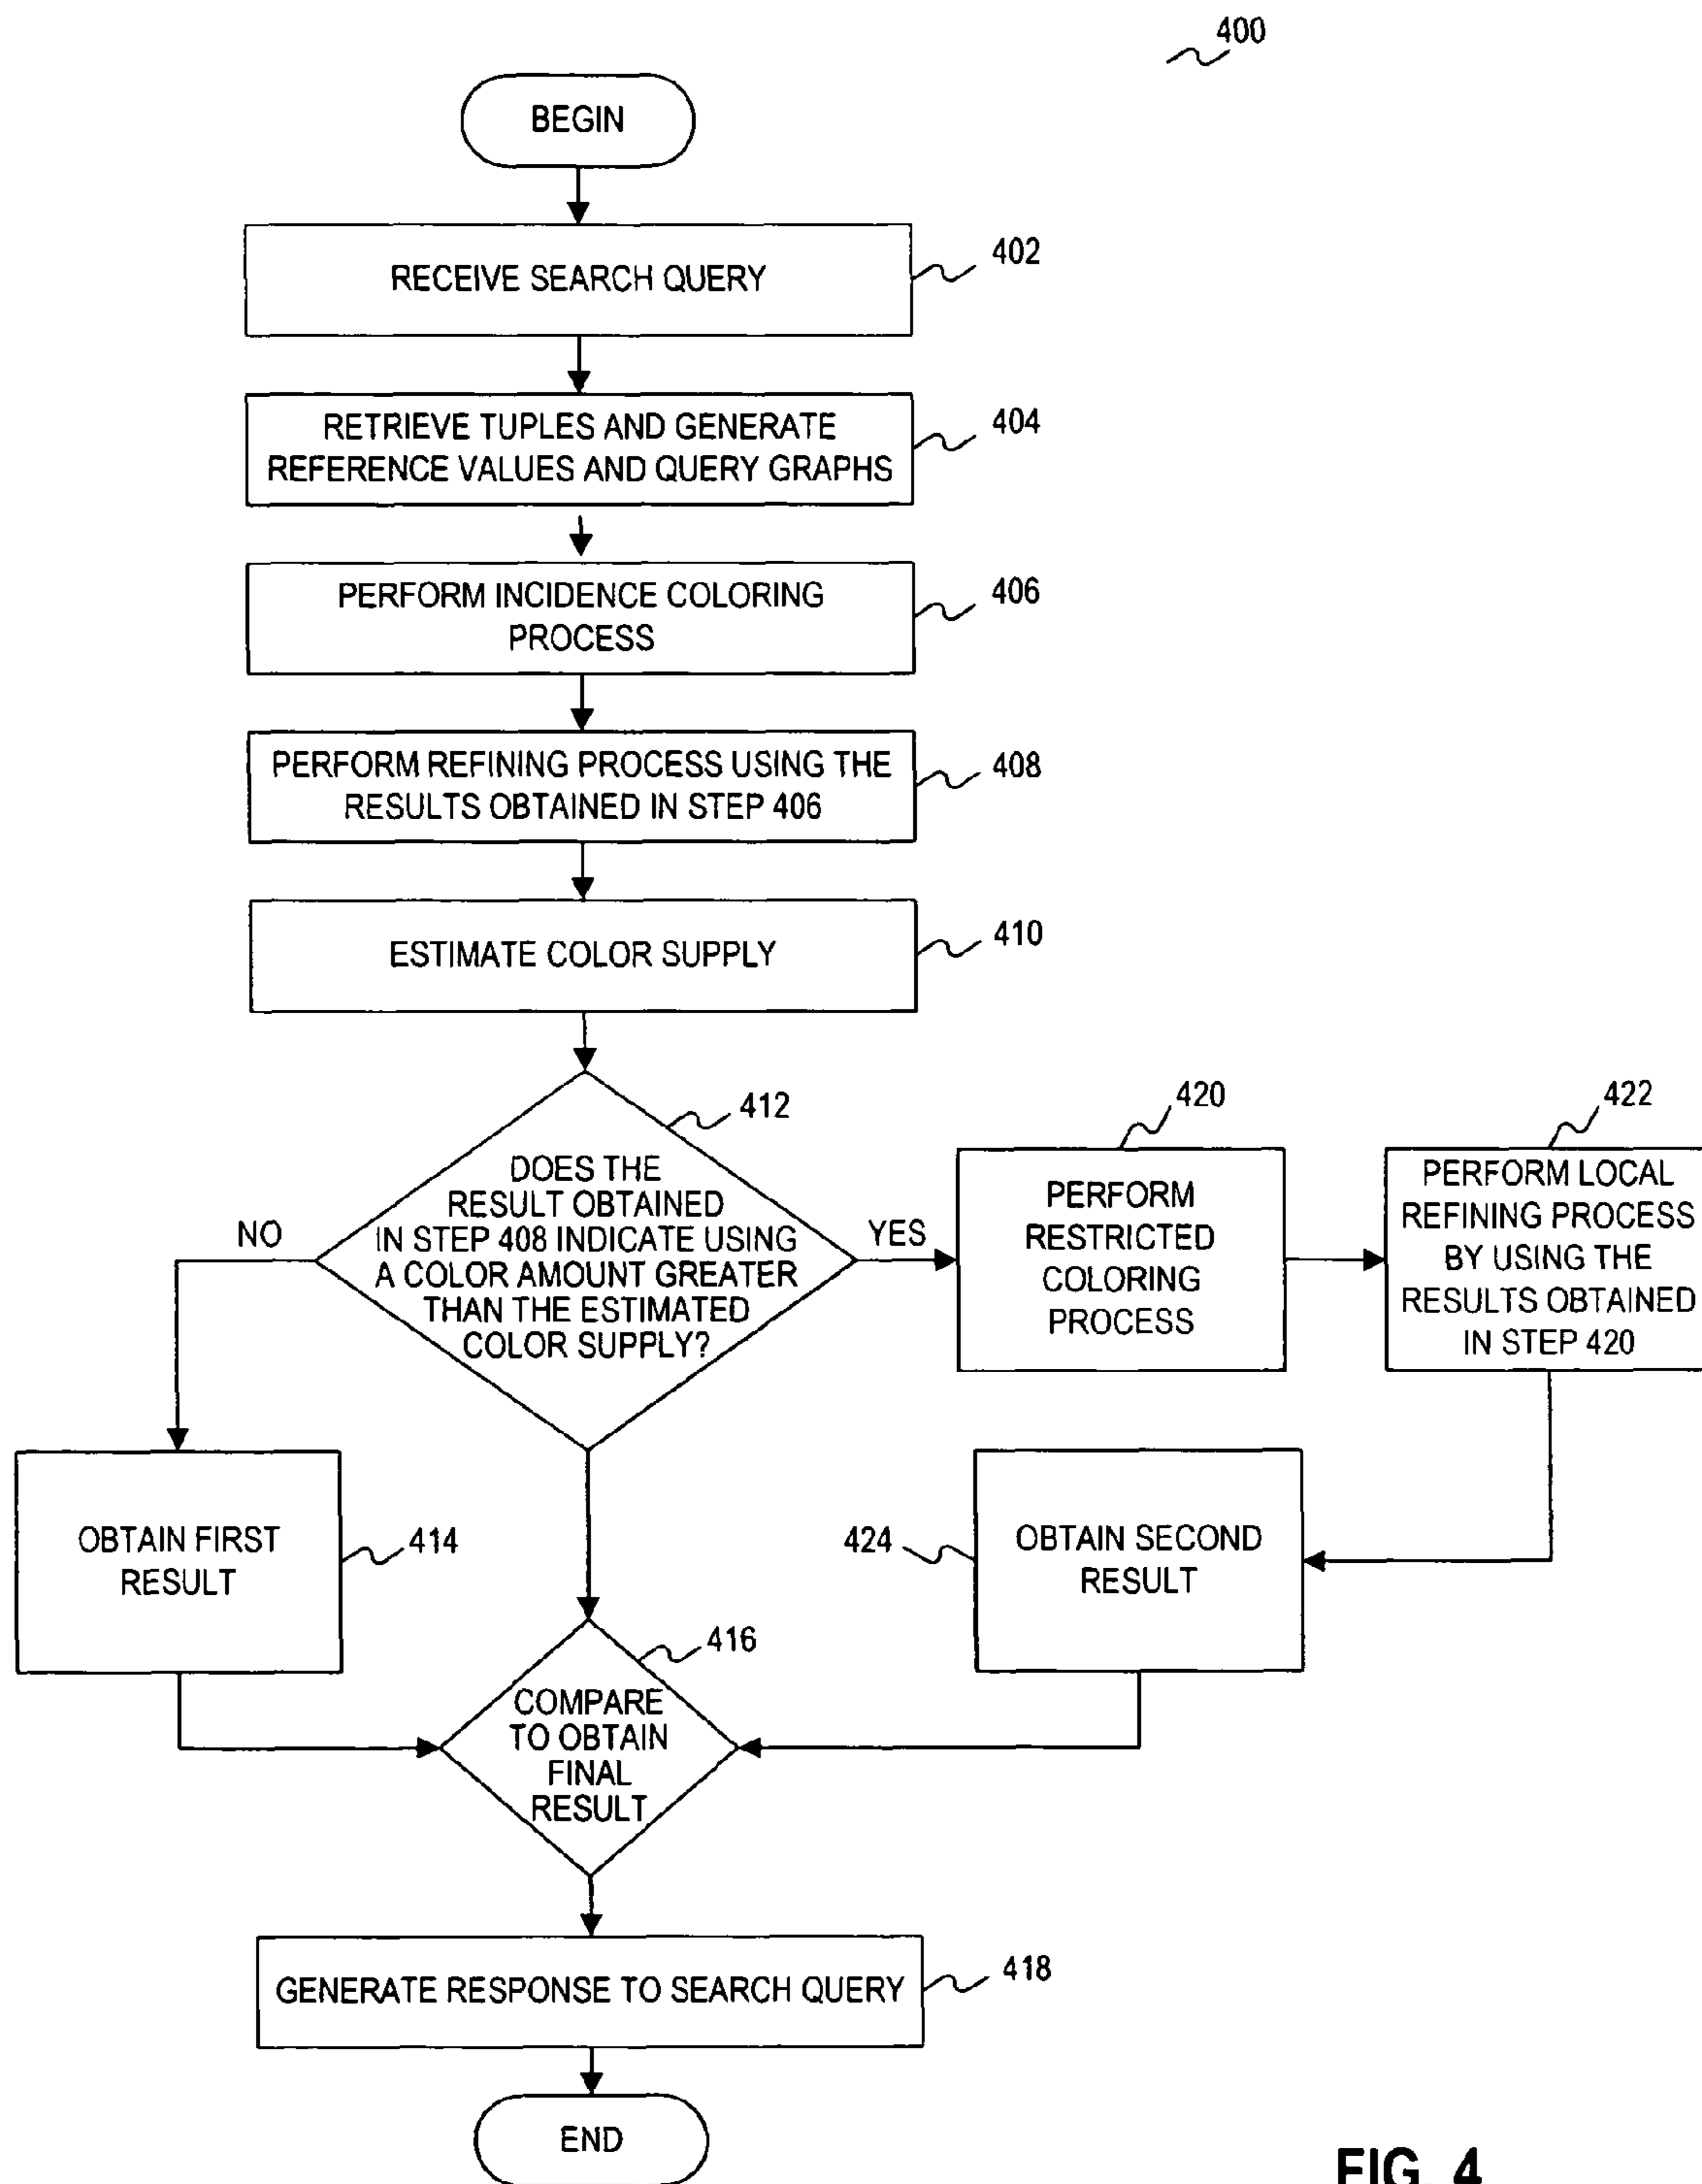 400
BEGIN
RECEIVE SEARCH QUERY
402
RETRIEVE TUPLES AND GENERATE
REFERENCE VALUES AND QUERY GRAPHS
404
PERFORM INCIDENCE COLORING
PROCESS
406
PERFORM REFINING PROCESS USING THE
RESULTS OBTAINED IN STEP 406
408
ESTIMATE COLOR SUPPLY
410
412
DOES THE
RESULT OBTAINED
IN STEP 408 INDICATE USING
A COLOR AMOUNT GREATER
THAN THE ESTIMATED
COLOR SUPPLY?
NO
YES
420
PERFORM
RESTRICTED
COLORING
PROCESS
422
PERFORM LOCAL
REFINING PROCESS
BY USING THE
RESULTS OBTAINED
IN STEP 420
OBTAIN FIRST
RESULT
414
424
OBTAIN SECOND
RESULT
416
COMPARE
TO OBTAIN
FINAL
RESULT
GENERATE RESPONSE TO SEARCH QUERY
418
END
FIG. 4